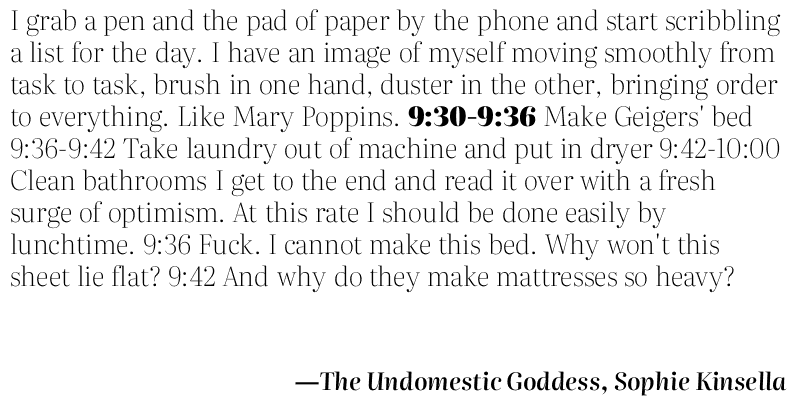 I grab a pen and the pad of paper by the phone and start scribbling
a list for the day. I have an image of myself moving smoothly from
task to task, brush in one hand, duster in the other, bringing order
to everything. Like Mary Poppins. 9:30-9:36 Make Geigers' bed
9:36-9:42 Take laundry out of machine and put in dryer 9:42-10:00
Clean bathrooms I get to the end and read it over with a fresh
surge of optimism. At this rate I should be done easily by
lunchtime. 9:36 Fuck. I cannot make this bed. Why won't this
sheet lie flat? 9:42 And why do they make mattresses so heavy?
—The Undomestic Goddess, Sophie Kinsella